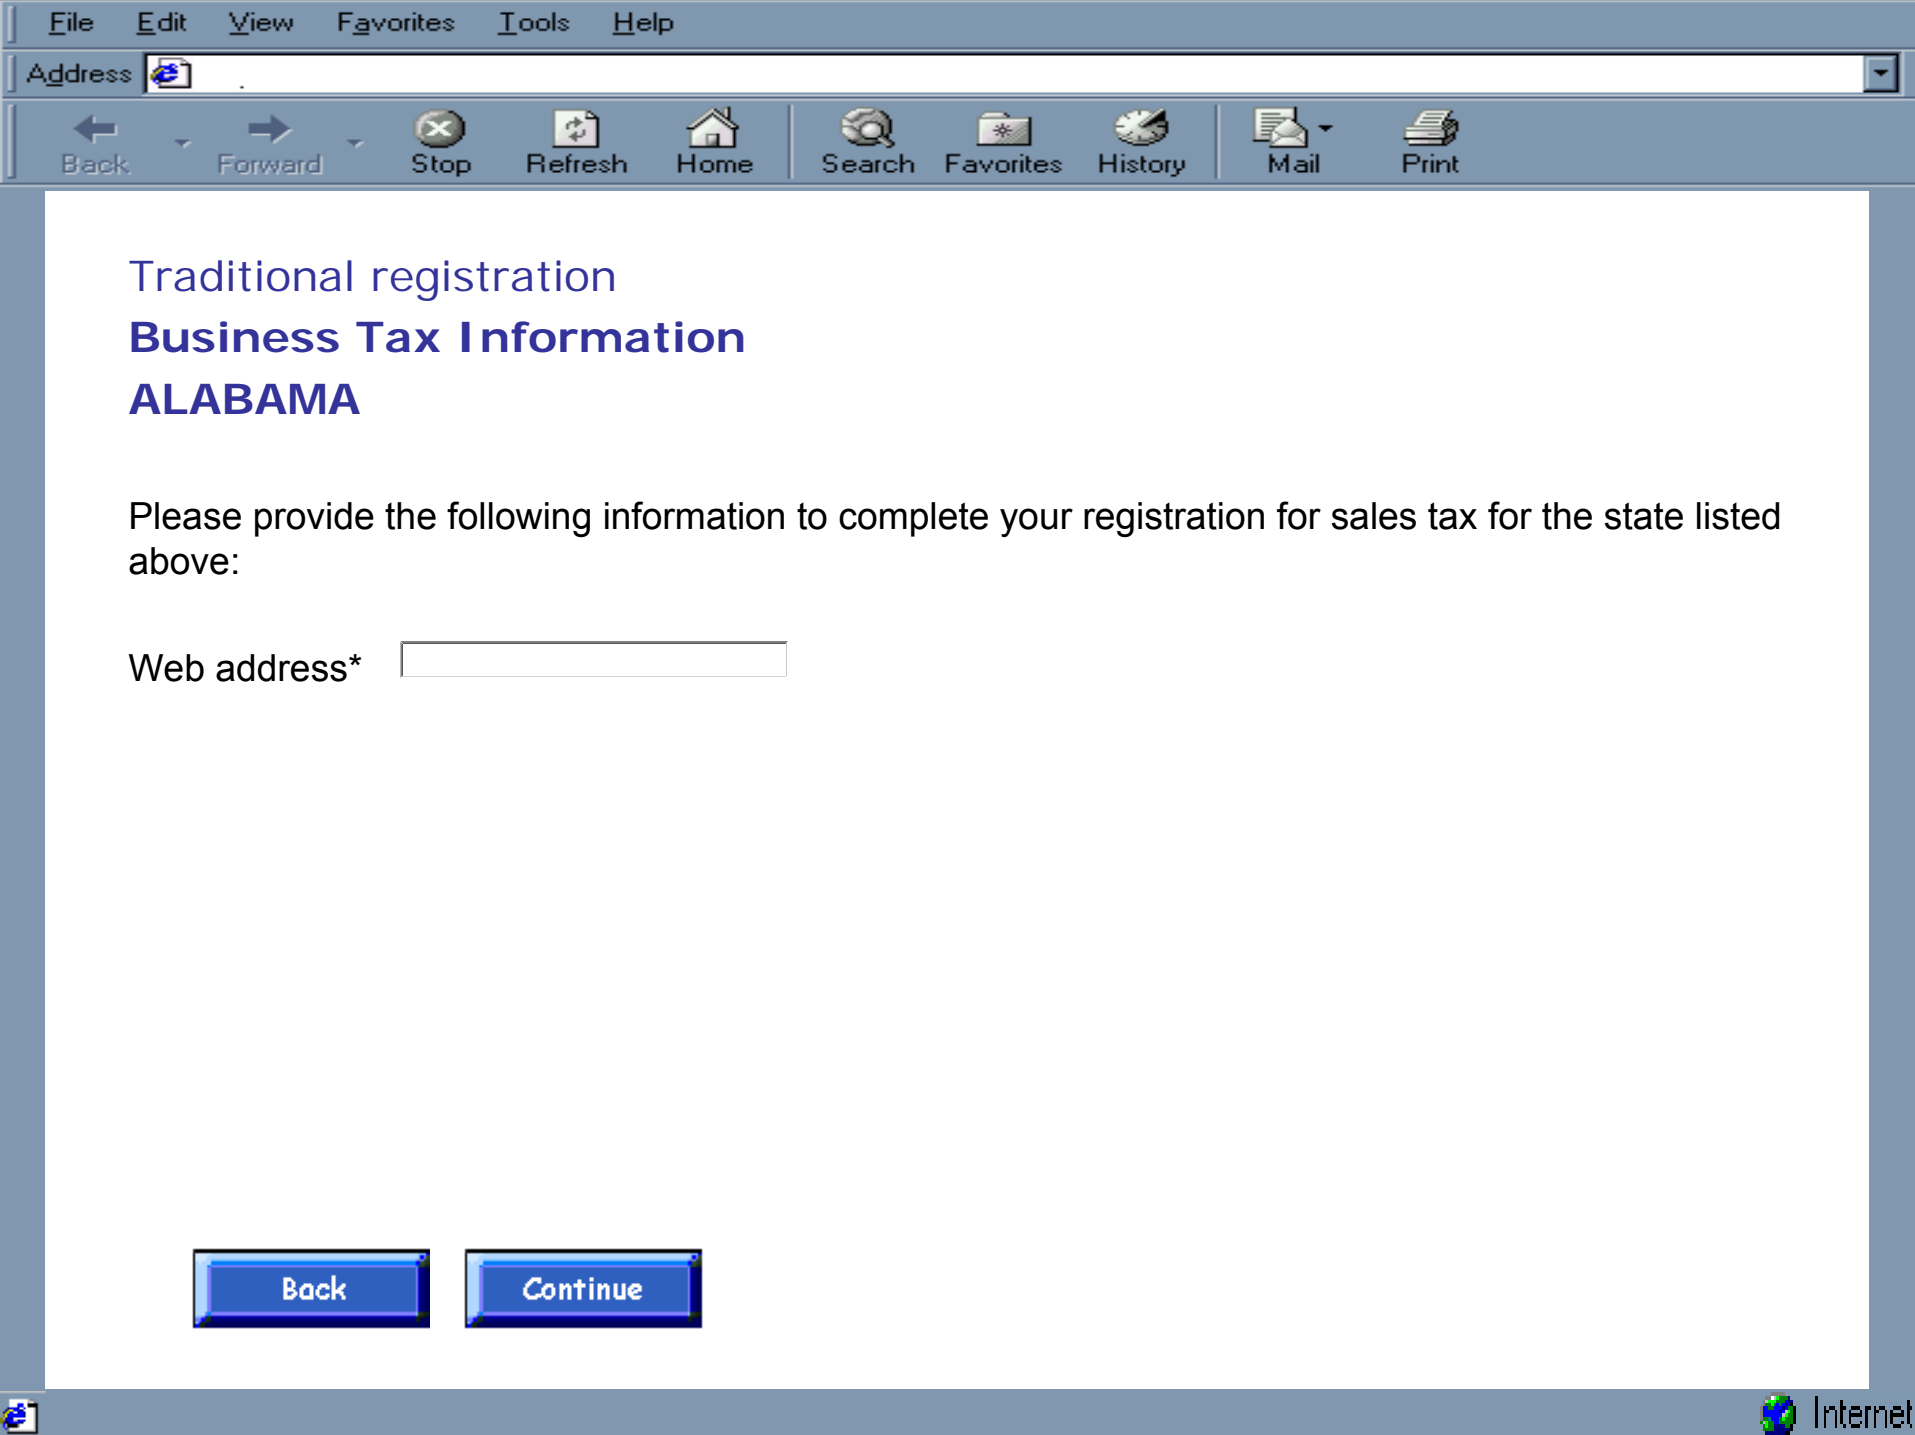 File Edit View Favorites Tools Help
Address .
Back Forward Stop Refresh Home Search Favorites History Mail Print
Traditional registration
Business Tax Information
ALABAMA
Please provide the following information to complete your registration for sales tax for the state listed
above:
Web address*
Back Continue
Internet